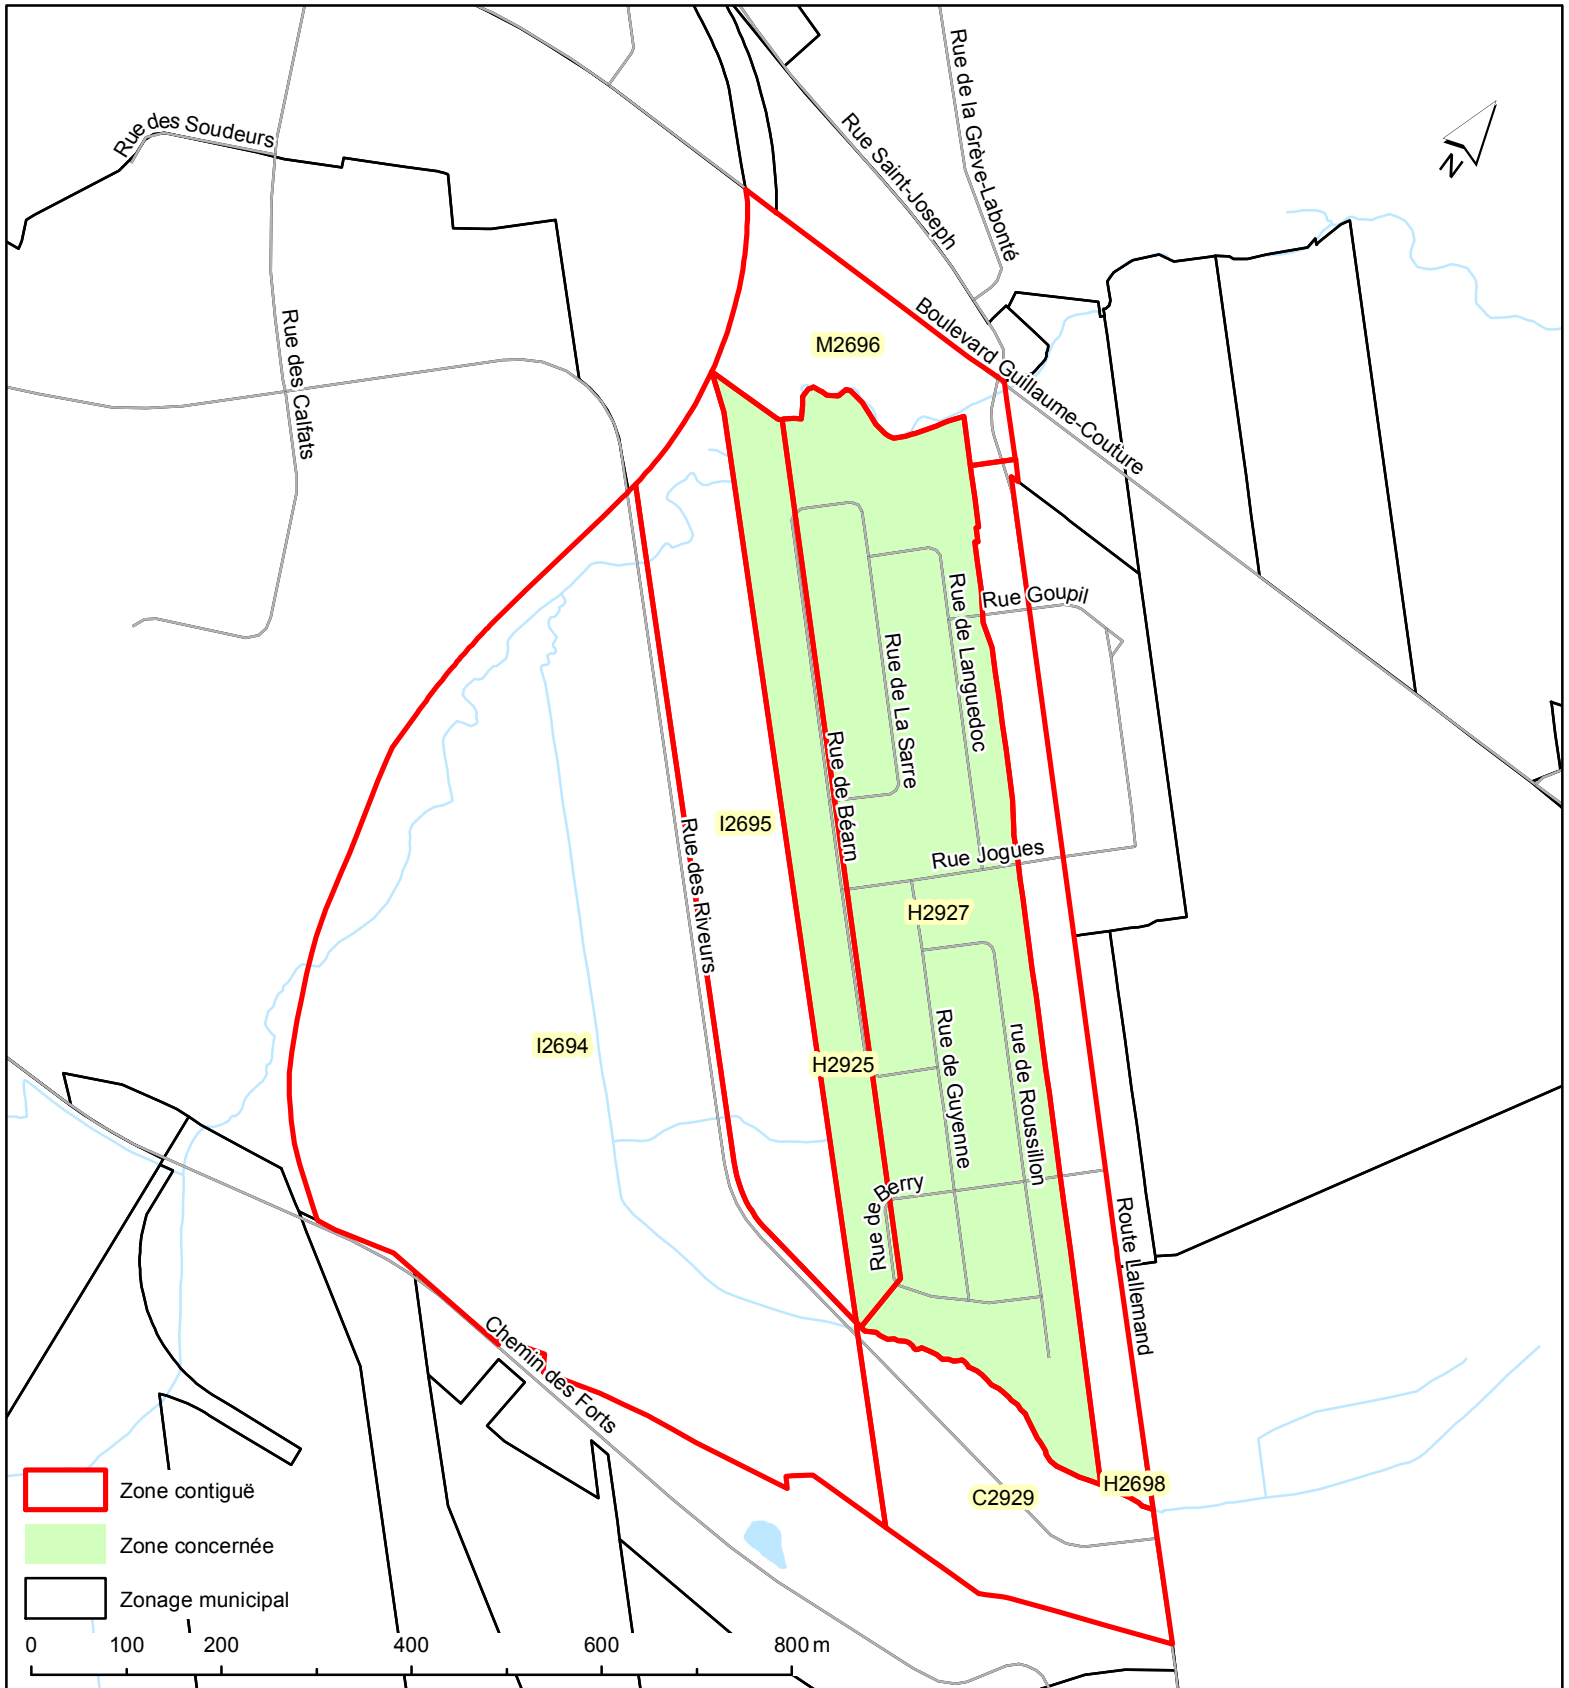 Rue de la Grève-Labonté
Rue Saint-Joseph
Rue des Soudeurs
N
Boulevard Guillaume-Couture
M2696
Rue des Calfats
Rue Goupil
Rue de Languedoc
Rue de La Sarre
Rue de Béarn
I2695
Rue des Riveurs
Rue Jogues
H2927
I2694
H2925
Rue de Guyenne
rue de Roussillon
Rue de Berry
Route Lallemand
Chemin des Forts
C2929
H2698
Zone contiguë
Zone concernée
Zonage municipal
0 100 200 400 600 800 m